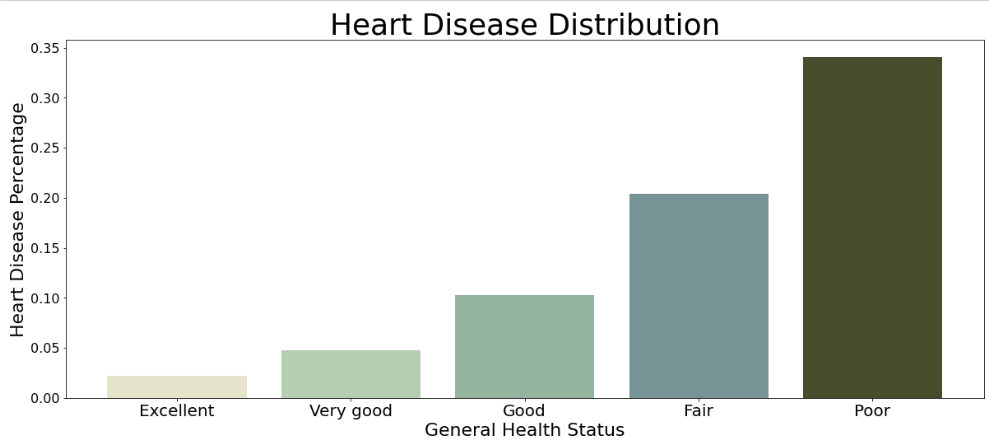 Heart Disease Distribution
Heart Disease Percentage
0.35
0.30
0.25
0.20
0.15
0.10
0.05
0.00
Excellent Very good Good Fair Poor
General Health Status